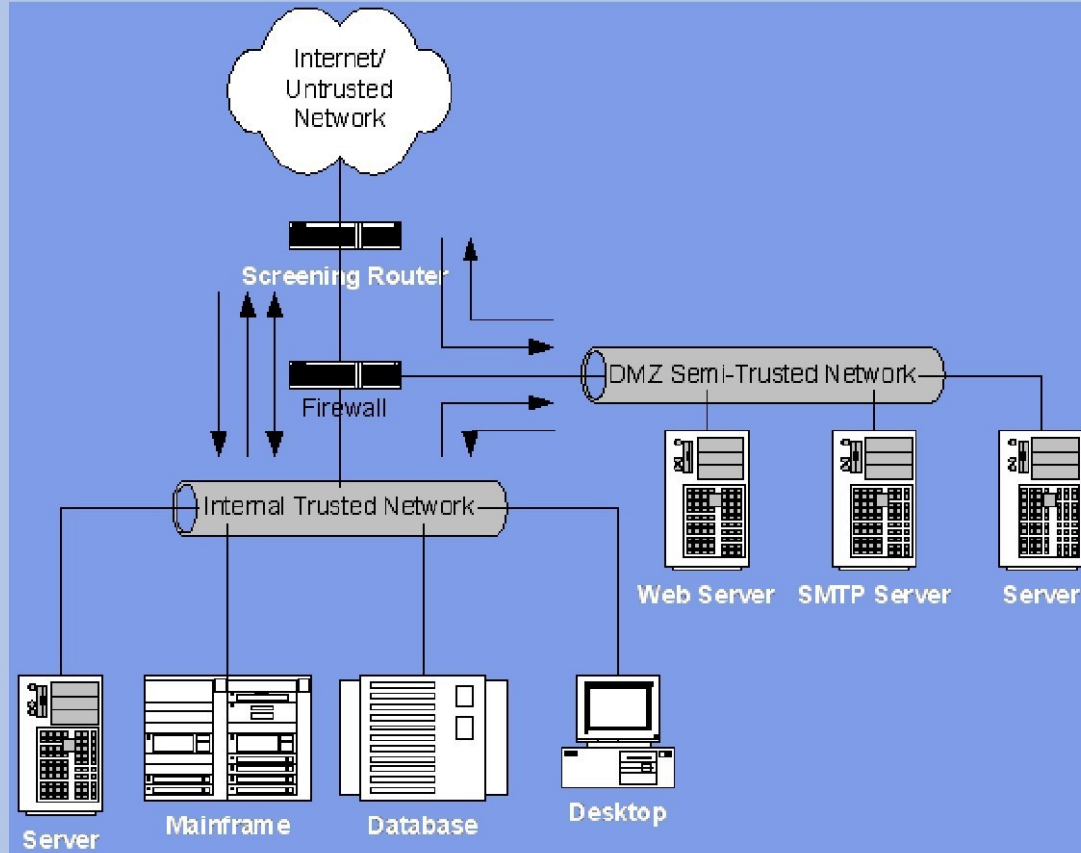 Internet/
Untrusted
Network
Screening Router
Firewall
DMZ Semi-Trusted Network
Internal Trusted Network
Web Server
SMTP Server
Server
Server
Mainframe
Database
Desktop